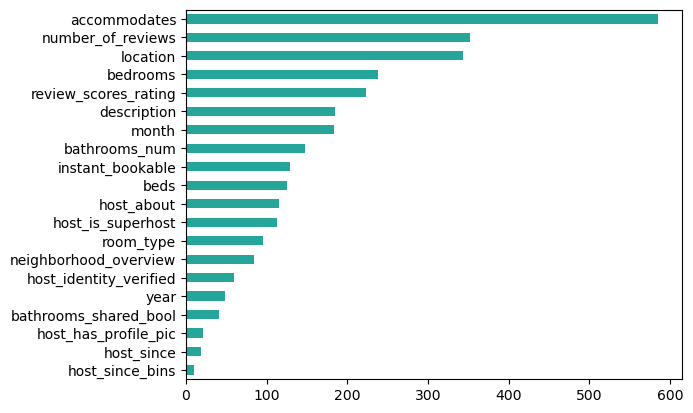 accommodates
number_of_reviews
location
bedrooms
review_scores_rating
description
month
bathrooms_num
instant_bookable
beds
host_about
host_is_superhost
room_type
neighborhood_overview
host_identity_verified
year
bathrooms_shared_bool
host_has_profile_pic
host_since
host_since_bins
0 100 200 300 400 500 600